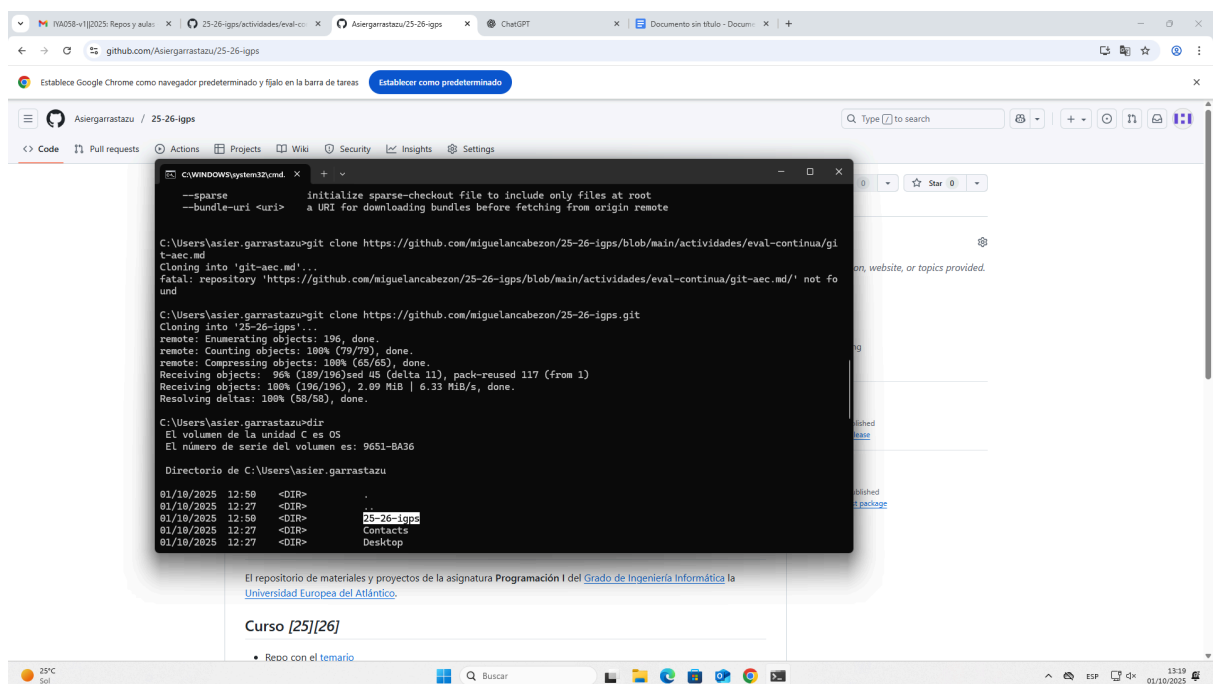 IYA058-v1||2025: Repos y aulas
25-26-igps/actividades/eval-co
Asiergarrastazu/25-26-igps
ChatGPT
Documento sin título - Docume
github.com/Asiergarrastazu/25-26-igps
Establece Google Chrome como navegador predeterminado y fíjalo en la barra de tareas
Establecer como predeterminado
Asiergarrastazu / 25-26-igps
Type / to search
Code
Pull requests
Actions
Projects
Wiki
Security
Insights
Settings
0
Star 0
C:\WINDOWS\system32\cmd.
--sparse initialize sparse-checkout file to include only files at root
--bundle-uri <uri> a URI for downloading bundles before fetching from origin remote
C:\Users\asier.garrastazu>git clone https://github.com/miguelancabezon/25-26-igps/blob/main/actividades/eval-continua/gi
t-aec.md
Cloning into 'git-aec.md'...
fatal: repository 'https://github.com/miguelancabezon/25-26-igps/blob/main/actividades/eval-continua/git-aec.md/' not fo
und
C:\Users\asier.garrastazu>git clone https://github.com/miguelancabezon/25-26-igps.git
Cloning into '25-26-igps'...
remote: Enumerating objects: 196, done.
remote: Counting objects: 100% (79/79), done.
remote: Compressing objects: 100% (65/65), done.
Receiving objects:  96% (189/196)sed 45 (delta 11), pack-reused 117 (from 1)
Receiving objects: 100% (196/196), 2.09 MiB | 6.33 MiB/s, done.
Resolving deltas: 100% (58/58), done.
C:\Users\asier.garrastazu>dir
El volumen de la unidad C es OS
El número de serie del volumen es: 9651-BA36
Directorio de C:\Users\asier.garrastazu
01/10/2025 12:50 <DIR> .
01/10/2025 12:27 <DIR> ..
01/10/2025 12:50 <DIR> 25-26-igps
01/10/2025 12:27 <DIR> Contacts
01/10/2025 12:27 <DIR> Desktop
on, website, or topics provided.
ng
lished
lease
blished
t package
El repositorio de materiales y proyectos de la asignatura Programación I del Grado de Ingeniería Informática la
Universidad Europea del Atlántico.
Curso [25][26]
Repo con el temario
25°C
Sol
Buscar
ESP
13:19
01/10/2025